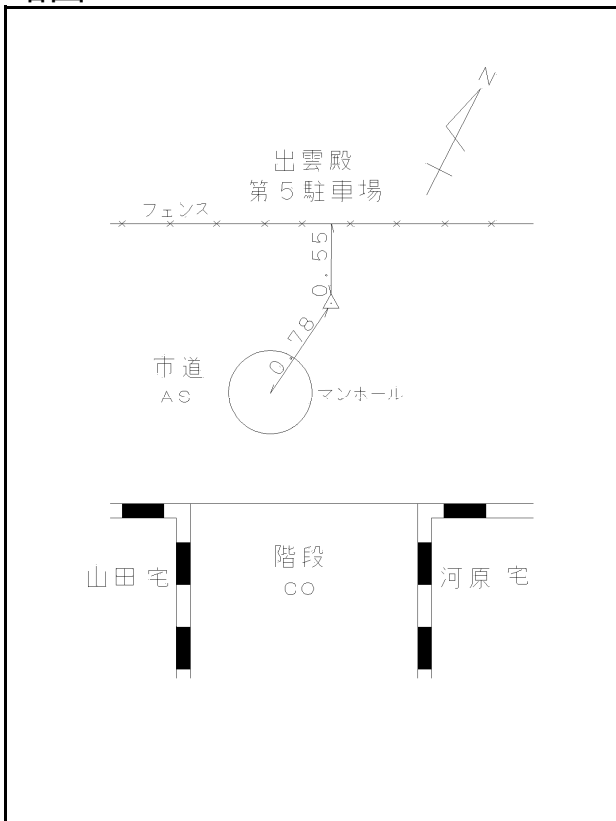 N
出雲殿
第5駐車場
フェンス
0.55
0.78
市道
AS
マンホール
階段
CO
山田宅
河原 宅